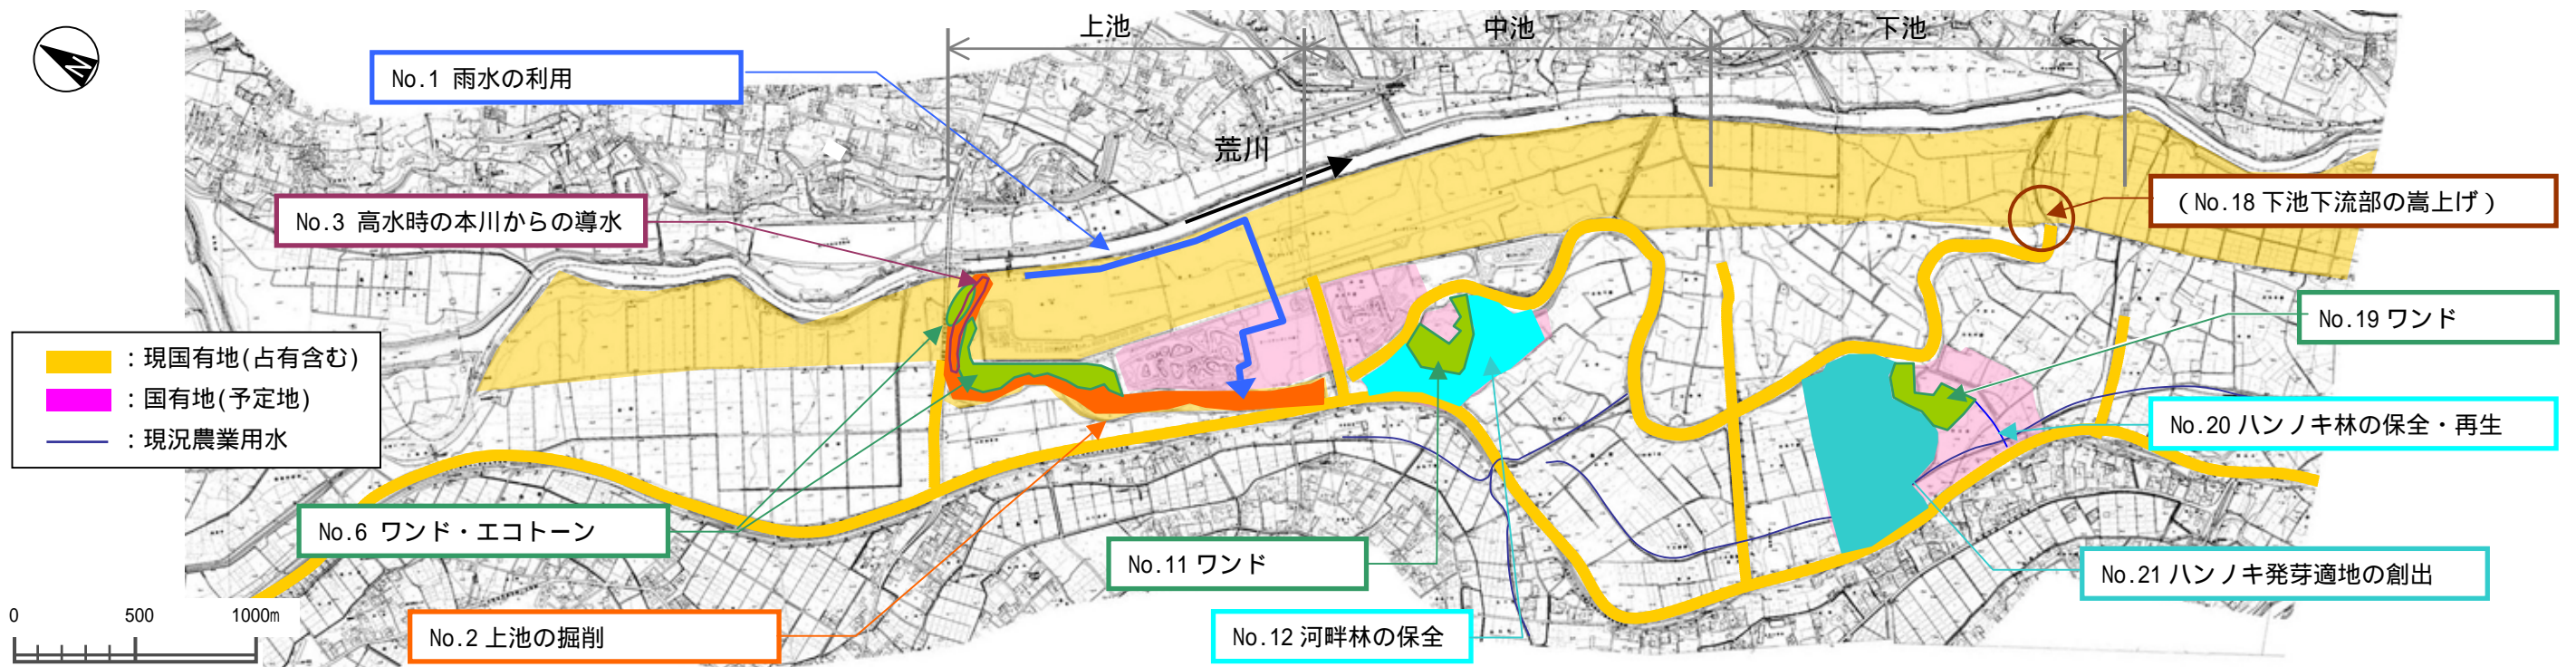 上池
中池
下池
N
No.1 雨水の利用
荒川
No.3 高水時の本川からの導水
（No.18 下池下流部の嵩上げ）
No.19 ワンド
：現国有地(占有含む)
：国有地(予定地)
：現況農業用水
No.20 ハンノキ林の保全・再生
No.6 ワンド・エコトーン
No.11 ワンド
No.21 ハンノキ発芽適地の創出
No.2 上池の掘削
No.12 河畔林の保全
0 500 1000m